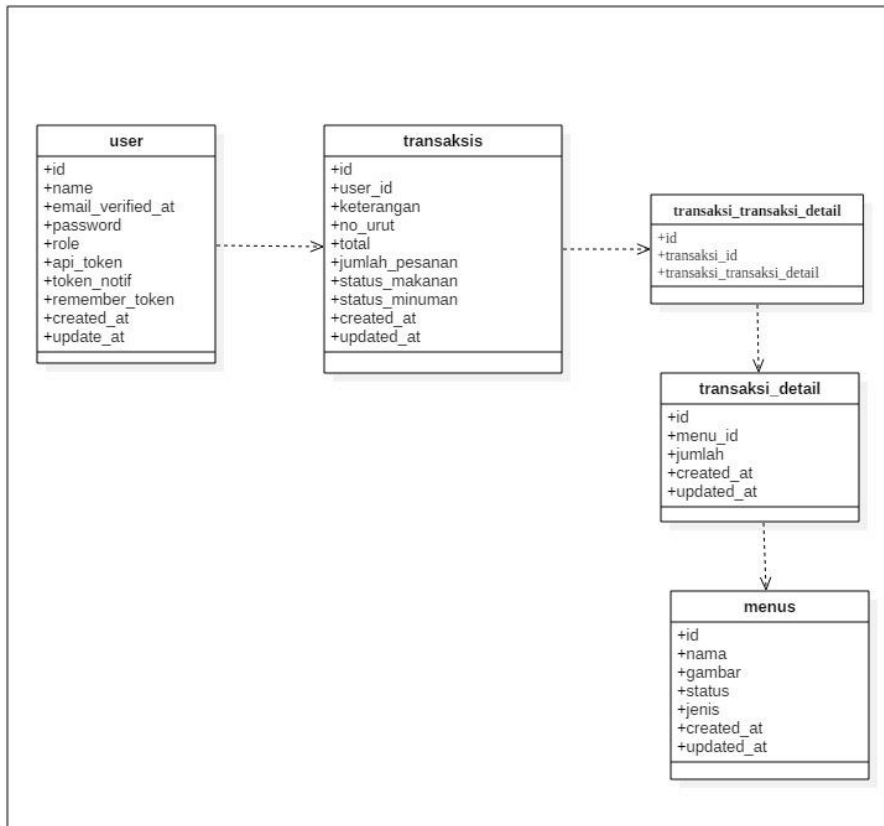 user
+id
+name
+email_verified_at
+password
+role
+api_token
+token_notif
+remember_token
+created_at
+update_at
transaksis
+id
+user_id
+keterangan
+no_urut
+total
+jumlah_pesanan
+status_makanan
+status_minuman
+created_at
+updated_at
transaksi_transaksi_detail
+id
+transaksi_id
+transaksi_transaksi_detail
transaksi_detail
+id
+menu_id
+jumlah
+created_at
+updated_at
menus
+id
+nama
+gambar
+status
+jenis
+created_at
+updated_at